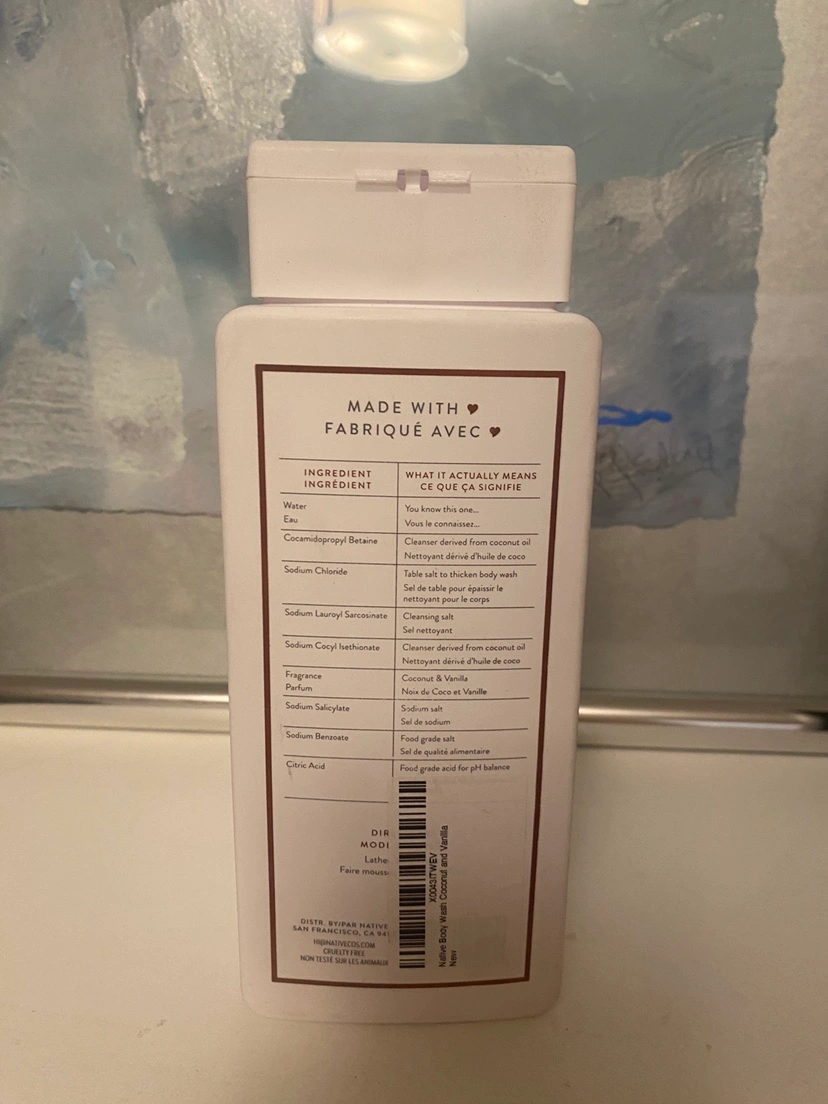 MADE WITH ♥
FABRIQUÉ AVEC ♥
INGREDIENT
INGRÉDIENT
WHAT IT ACTUALLY MEANS
CE QUE ÇA SIGNIFIE
Water
Eau
You know this one...
Vous le connaissez...
Cocamidopropyl Betaine
Cleanser derived from coconut oil
Nettoyant dérivé d'huile de coco
Sodium Chloride
Table salt to thicken body wash
Sel de table pour épaissir le
nettoyant pour le corps
Sodium Lauroyl Sarcosinate
Cleansing salt
Sel nettoyant
Sodium Cocyl Isethionate
Cleanser derived from coconut oil
Nettoyant dérivé d'huile de coco
Fragrance
Parfum
Coconut & Vanilla
Noix de Coco et Vanille
Sodium Salicylate
Sodium salt
Sel de sodium
Sodium Benzoate
Food grade salt
Sel de qualité alimentaire
Citric Acid
Food grade acid for pH balance
DIR
MODE
Lathe
Faire mouss
DISTR. BY/PAR NATIVE
SAN FRANCISCO, CA 94
HI@NATIVECOS.COM
CRUELTY FREE
NON TESTÉ SUR LES ANIMAUX
X0043ITWEV
Native Body Wash Coconut and Vanilla
New